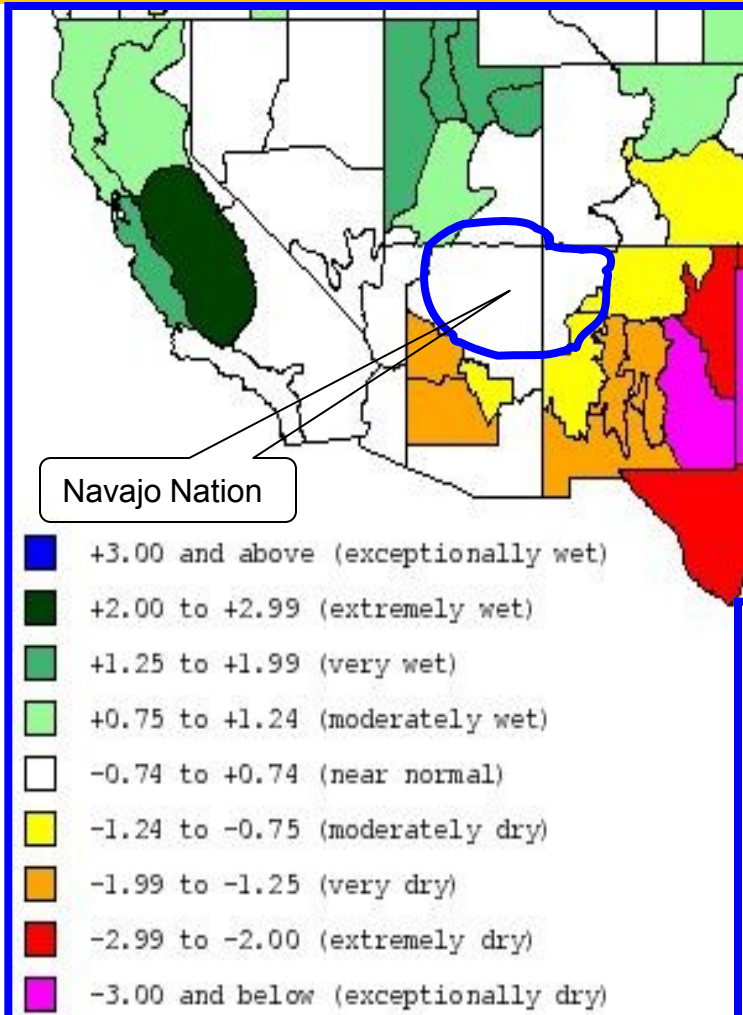 Navajo Nation
+3.00 and above (exceptionally wet)
+2.00 to +2.99 (extremely wet)
+1.25 to +1.99 (very wet)
+0.75 to +1.24 (moderately wet)
-0.74 to +0.74 (near normal)
-1.24 to -0.75 (moderately dry)
-1.99 to -1.25 (very dry)
-2.99 to -2.00 (extremely dry)
-3.00 and below (exceptionally dry)